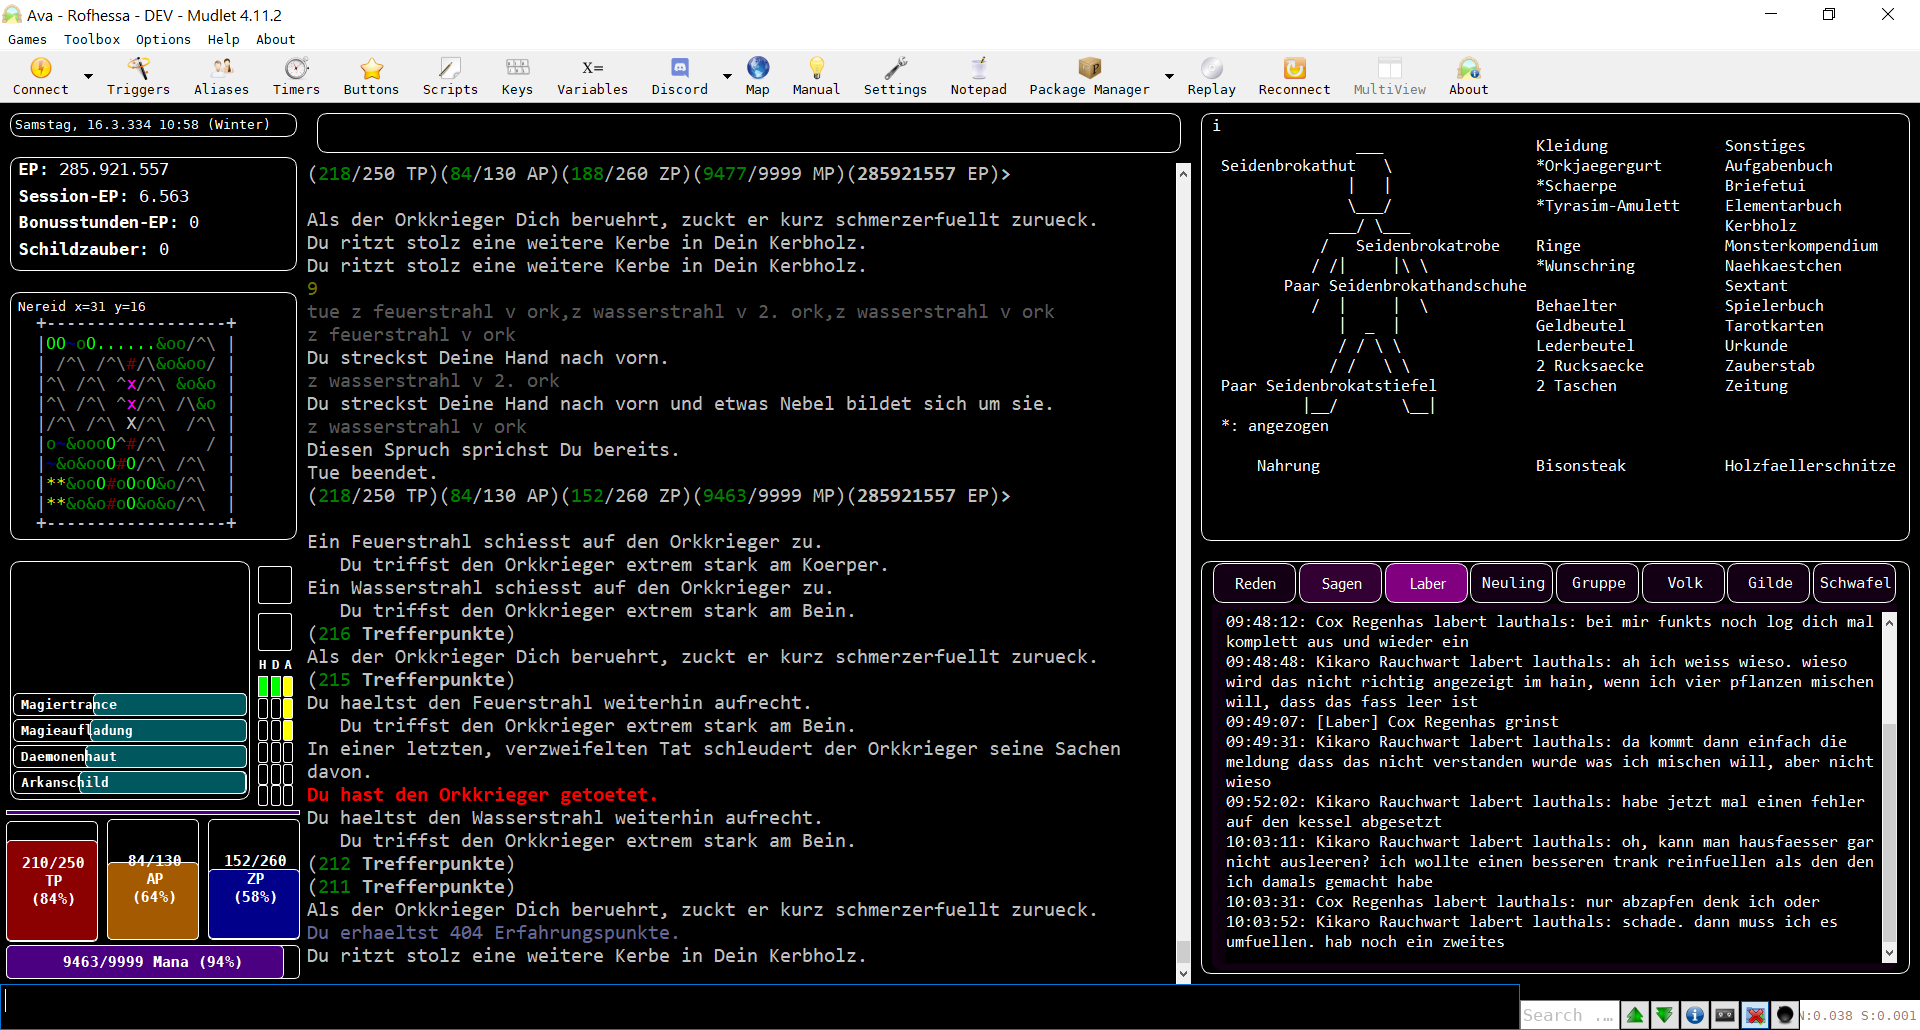 Ava - Rofhessa - DEV - Mudlet 4.11.2
Games Toolbox Options Help About
Connect Triggers Aliases Timers Buttons Scripts Keys X= Variables Discord Map Manual Settings Notepad Package Manager Replay Reconnect MultiView About
Samstag, 16.3.334 10:58 (Winter)
EP: 285.921.557
Session-EP: 6.563
Bonusstunden-EP: 0
Schildzauber: 0
Nereid x=31 y=16
+------------------+
|OO~oO......&oo/^\ |
| /^\ /^\#/\&o&oo/ |
|^\ /^\ ^x/^\ &o&o |
|^\ /^\ ^x/^\ /\&o |
|/^\ /^\ X/^\  /^\ |
|o~&oooO^#/^\    / |
|~&o&ooO#O/^\ /^\  |
|**&ooO#oOoO&o/^\  |
|**&o&o#oO&o&o/^\  |
+------------------+
H D A
Magiertrance
Magieaufladung
Daemonenhaut
Arkanschild
210/250
TP
(84%)
84/130
AP
(64%)
152/260
ZP
(58%)
9463/9999 Mana (94%)
(218/250 TP)(84/130 AP)(188/260 ZP)(9477/9999 MP)(285921557 EP)>
Als der Orkkrieger Dich beruehrt, zuckt er kurz schmerzerfuellt zurueck.
Du ritzt stolz eine weitere Kerbe in Dein Kerbholz.
Du ritzt stolz eine weitere Kerbe in Dein Kerbholz.
9
tue z feuerstrahl v ork,z wasserstrahl v 2. ork,z wasserstrahl v ork
z feuerstrahl v ork
Du streckst Deine Hand nach vorn.
z wasserstrahl v 2. ork
Du streckst Deine Hand nach vorn und etwas Nebel bildet sich um sie.
z wasserstrahl v ork
Diesen Spruch sprichst Du bereits.
Tue beendet.
(218/250 TP)(84/130 AP)(152/260 ZP)(9463/9999 MP)(285921557 EP)>
Ein Feuerstrahl schiesst auf den Orkkrieger zu.
Du triffst den Orkkrieger extrem stark am Koerper.
Ein Wasserstrahl schiesst auf den Orkkrieger zu.
Du triffst den Orkkrieger extrem stark am Bein.
(216 Trefferpunkte)
Als der Orkkrieger Dich beruehrt, zuckt er kurz schmerzerfuellt zurueck.
(215 Trefferpunkte)
Du haeltst den Feuerstrahl weiterhin aufrecht.
Du triffst den Orkkrieger extrem stark am Bein.
In einer letzten, verzweifelten Tat schleudert der Orkkrieger seine Sachen
davon.
Du hast den Orkkrieger getoetet.
Du haeltst den Wasserstrahl weiterhin aufrecht.
Du triffst den Orkkrieger extrem stark am Bein.
(212 Trefferpunkte)
(211 Trefferpunkte)
Als der Orkkrieger Dich beruehrt, zuckt er kurz schmerzerfuellt zurueck.
Du erhaeltst 404 Erfahrungspunkte.
Du ritzt stolz eine weitere Kerbe in Dein Kerbholz.
i
Kleidung Sonstiges
Seidenbrokathut *Orkjaegergurt Aufgabenbuch
*Schaerpe Briefetui
*Tyrasim-Amulett Elementarbuch
Kerbholz
Seidenbrokatrobe Ringe Monsterkompendium
*Wunschring Naehkaestchen
Paar Seidenbrokathandschuhe Sextant
Behaelter Spielerbuch
Geldbeutel Tarotkarten
Lederbeutel Urkunde
2 Rucksaecke Zauberstab
Paar Seidenbrokatstiefel 2 Taschen Zeitung
*: angezogen
Nahrung Bisonsteak Holzfaellerschnitze
Reden Sagen Laber Neuling Gruppe Volk Gilde Schwafel
09:48:12: Cox Regenhas labert lauthals: bei mir funkts noch log dich mal
komplett aus und wieder ein
09:48:48: Kikaro Rauchwart labert lauthals: ah ich weiss wieso. wieso
wird das nicht richtig angezeigt im hain, wenn ich vier pflanzen mischen
will, dass das fass leer ist
09:49:07: [Laber] Cox Regenhas grinst
09:49:31: Kikaro Rauchwart labert lauthals: da kommt dann einfach die
meldung dass das nicht verstanden wurde was ich mischen will, aber nicht
wieso
09:52:02: Kikaro Rauchwart labert lauthals: habe jetzt mal einen fehler
auf den kessel abgesetzt
10:03:11: Kikaro Rauchwart labert lauthals: oh, kann man hausfaesser gar
nicht ausleeren? ich wollte einen besseren trank reinfuellen als den den
ich damals gemacht habe
10:03:31: Cox Regenhas labert lauthals: nur abzapfen denk ich oder
10:03:52: Kikaro Rauchwart labert lauthals: schade. dann muss ich es
umfuellen. hab noch ein zweites
Search ... N:0.038 S:0.001